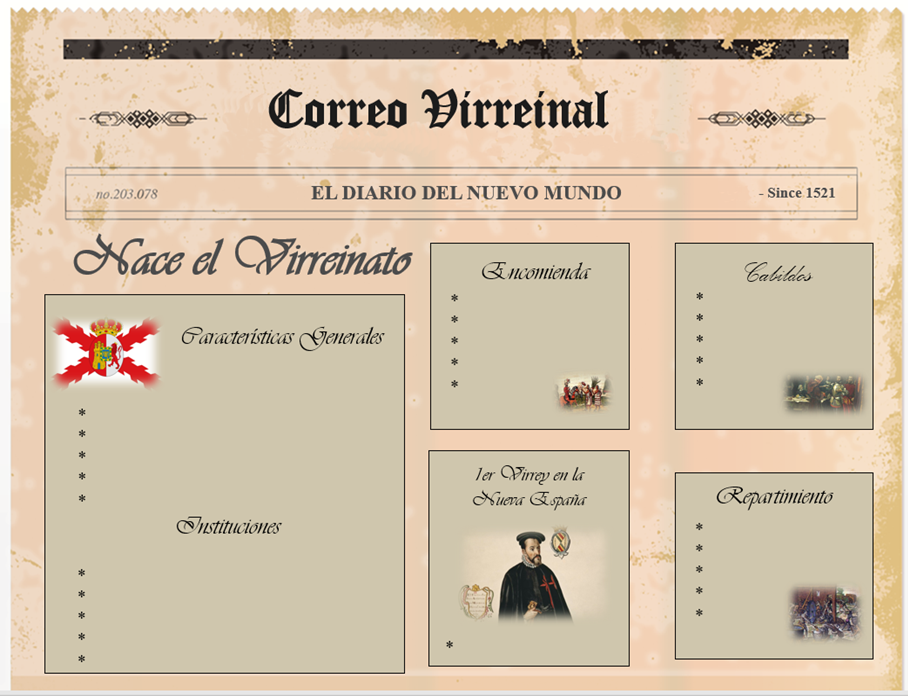 Correo Virreinal
no.203.078
EL DIARIO DEL NUEVO MUNDO
- Since 1521
Nace el Virreinato
Características Generales
*
*
*
*
*
Instituciones
*
*
*
*
*
Encomienda
*
*
*
*
*
1er Virrey en la
Nueva España
*
Cabildos
*
*
*
*
*
Repartimiento
*
*
*
*
*